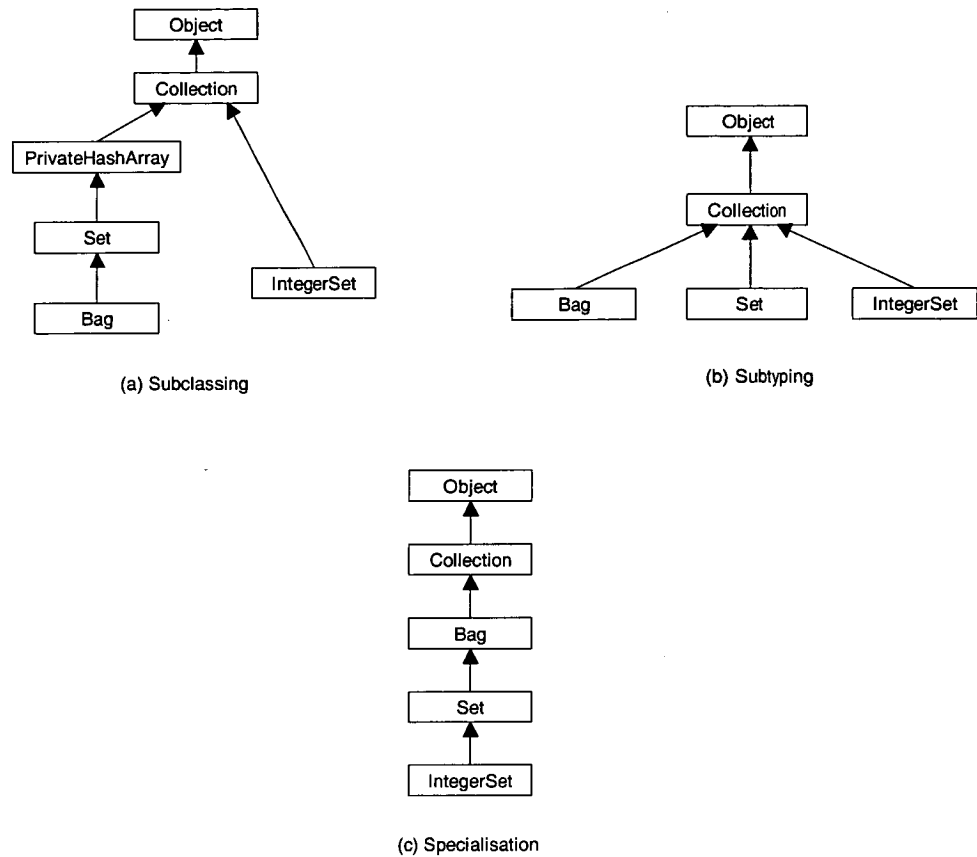 Object
Collection
PrivateHashArray
Set
IntegerSet
Bag
(a) Subclassing
Object
Collection
Bag
Set
IntegerSet
(b) Subtyping
Object
Collection
Bag
Set
IntegerSet
(c) Specialisation